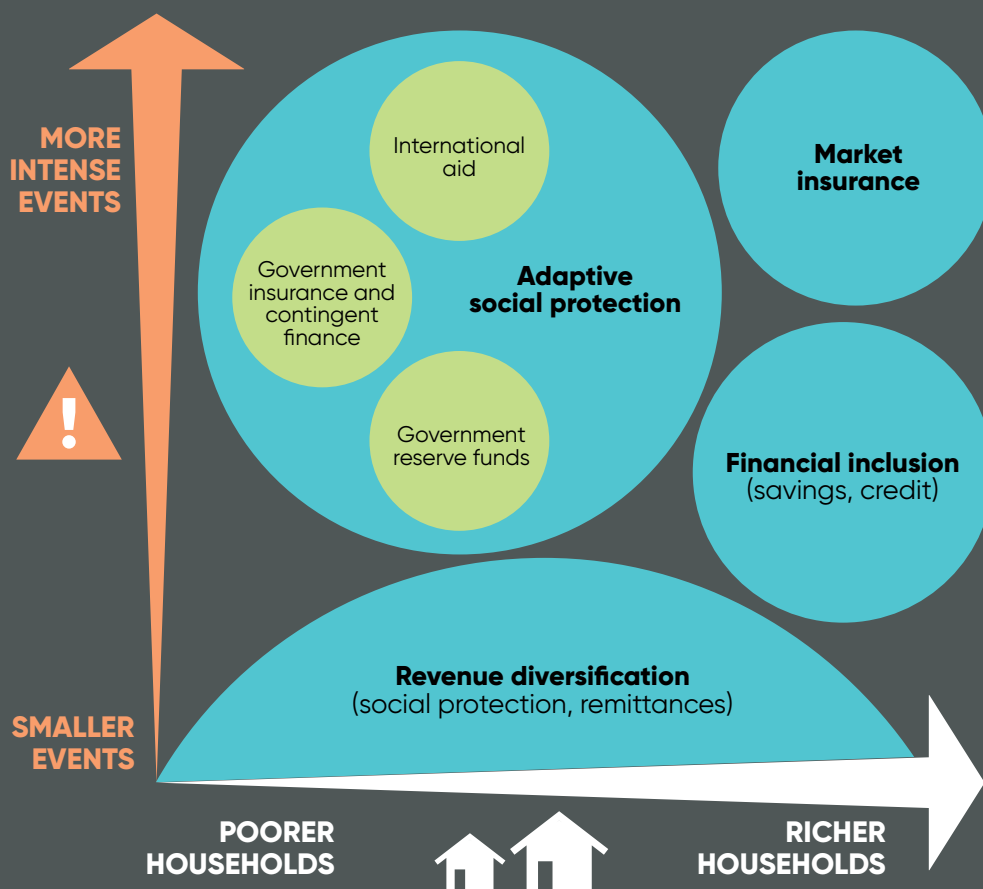 MORE
INTENSE
EVENTS
International
aid
Market
insurance
Government
insurance and
contingent
finance
Adaptive
social protection
!
Government
reserve funds
Financial inclusion
(savings, credit)
Revenue diversification
(social protection, remittances)
SMALLER
EVENTS
POORER
HOUSEHOLDS
RICHER
HOUSEHOLDS